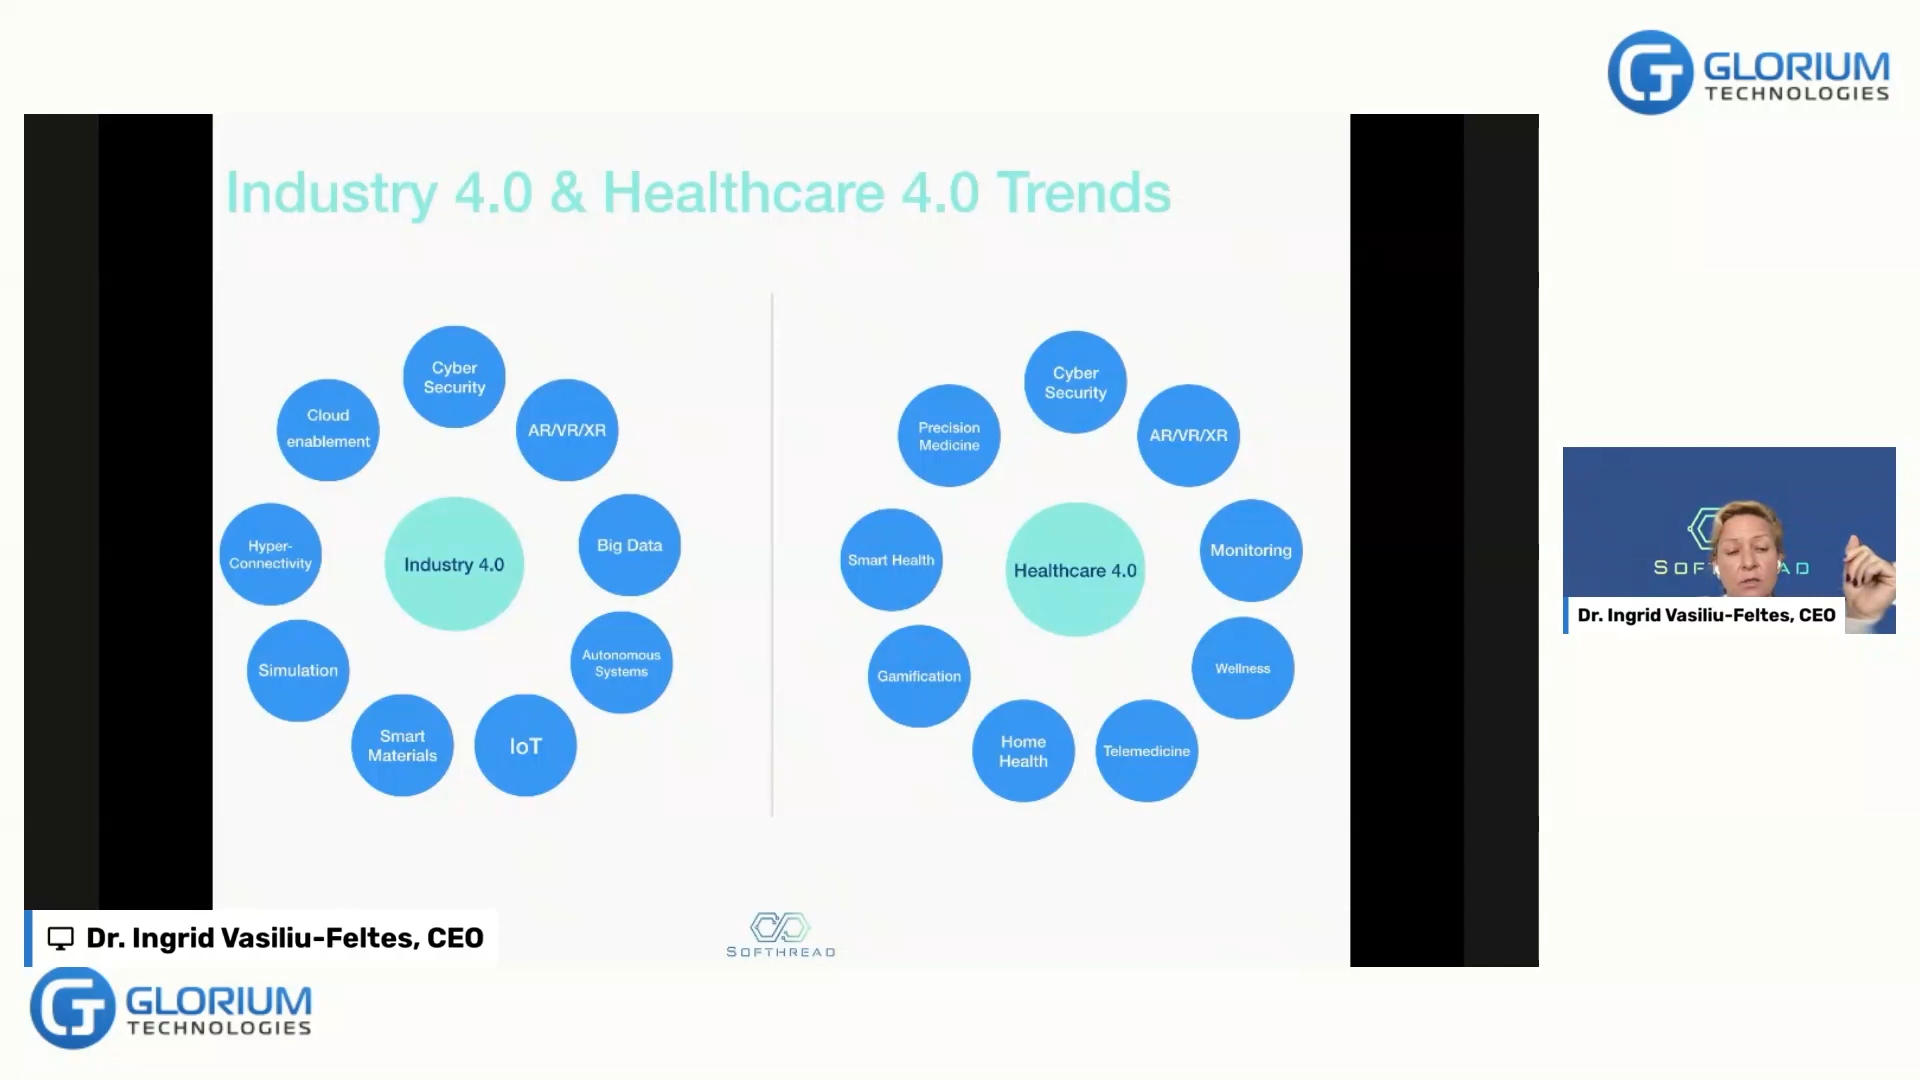 GLORIUM
TECHNOLOGIES
Industry 4.0 & Healthcare 4.0 Trends
Cyber
Security
AR/VR/XR
Big Data
Autonomous
Systems
IoT
Smart
Materials
Simulation
Hyper-
Connectivity
Cloud
enablement
Industry 4.0
Cyber
Security
AR/VR/XR
Monitoring
Wellness
Telemedicine
Home
Health
Gamification
Smart Health
Precision
Medicine
Healthcare 4.0
Dr. Ingrid Vasiliu-Feltes, CEO
Dr. Ingrid Vasiliu-Feltes, CEO
SOFTHREAD
GLORIUM
TECHNOLOGIES